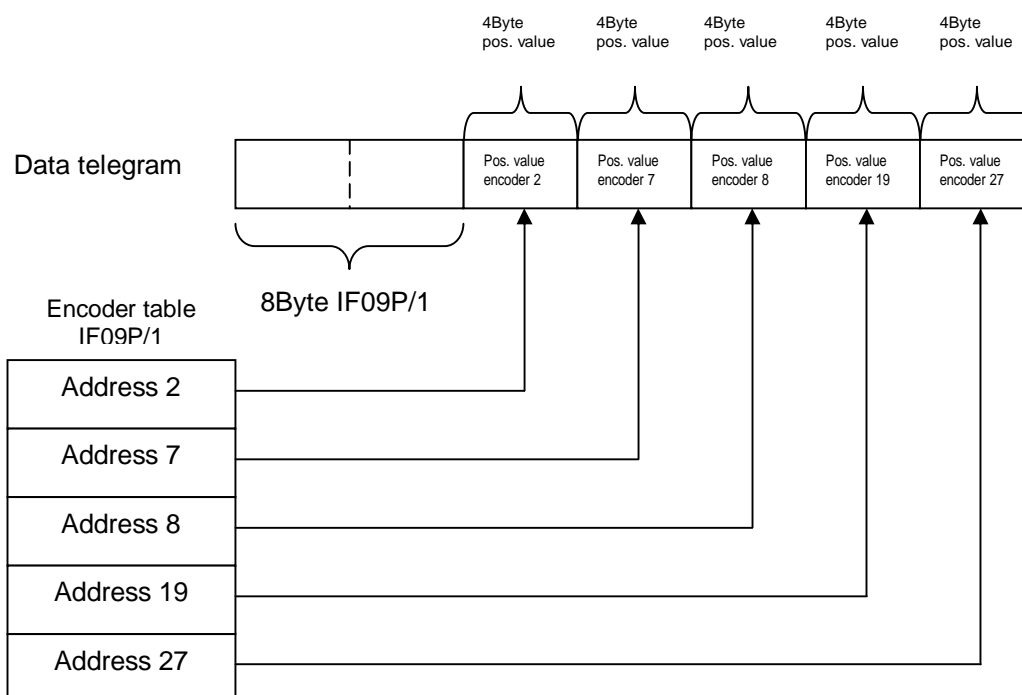 4Byte
pos. value
4Byte
pos. value
4Byte
pos. value
4Byte
pos. value
4Byte
pos. value
Data telegram
Pos. value
encoder 2
Pos. value
encoder 7
Pos. value
encoder 8
Pos. value
encoder 19
Pos. value
encoder 27
8Byte IF09P/1
Encoder table
IF09P/1
Address 2
Address 7
Address 8
Address 19
Address 27